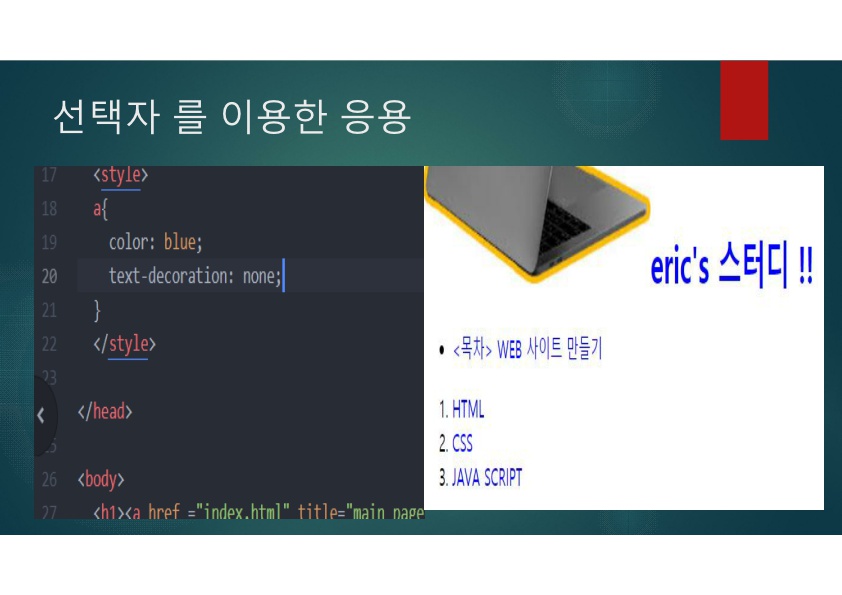 선택자 를 이용한 응용
17 <style>
18 a{
19 color: blue;
20 text-decoration: none;
21 }
22 </style>
23
</head>
26 <body>
27 <h1><a href ="index.html" title="main page
eric's 스터디 !!
• <목차> WEB 사이트 만들기
1. HTML
2. CSS
3. JAVA SCRIPT